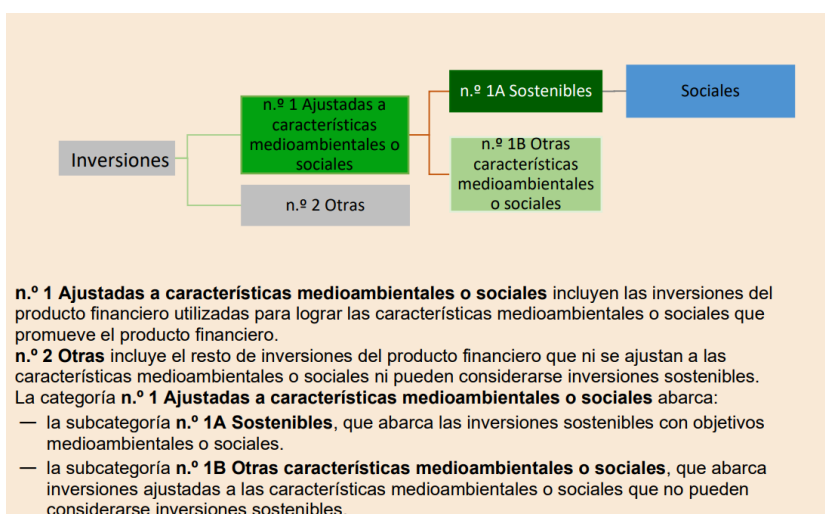 n.º 1A Sostenibles
Sociales
n.º 1 Ajustadas a
características
medioambientales o
sociales
Inversiones
n.º 1B Otras
características
medioambientales
o sociales
n.º 2 Otras
n.º 1 Ajustadas a características medioambientales o sociales incluyen las inversiones del
producto financiero utilizadas para lograr las características medioambientales o sociales que
promueve el producto financiero.
n.º 2 Otras incluye el resto de inversiones del producto financiero que ni se ajustan a las
características medioambientales o sociales ni pueden considerarse inversiones sostenibles.
La categoría n.º 1 Ajustadas a características medioambientales o sociales abarca:
— la subcategoría n.º 1A Sostenibles, que abarca las inversiones sostenibles con objetivos
medioambientales o sociales.
— la subcategoría n.º 1B Otras características medioambientales o sociales, que abarca
inversiones ajustadas a las características medioambientales o sociales que no pueden
considerarse inversiones sostenibles.